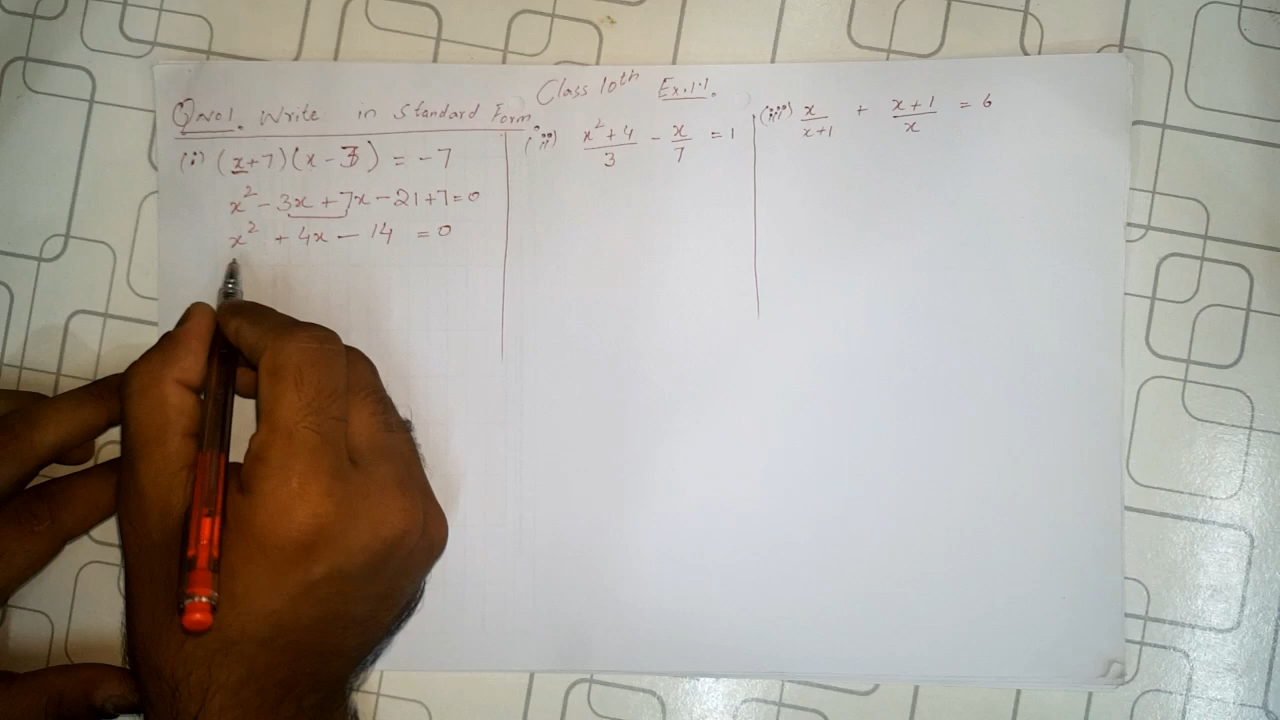 Class 10th Ex.1.1.
Q No1. Write in Standard Form
(i) (x+7)(x-3) = -7
x² - 3x + 7x - 21 + 7 = 0
x² + 4x - 14 = 0
(ii) x²+4/3 - x/7 = 1
(iii) x/x+1 + x+1/x = 6